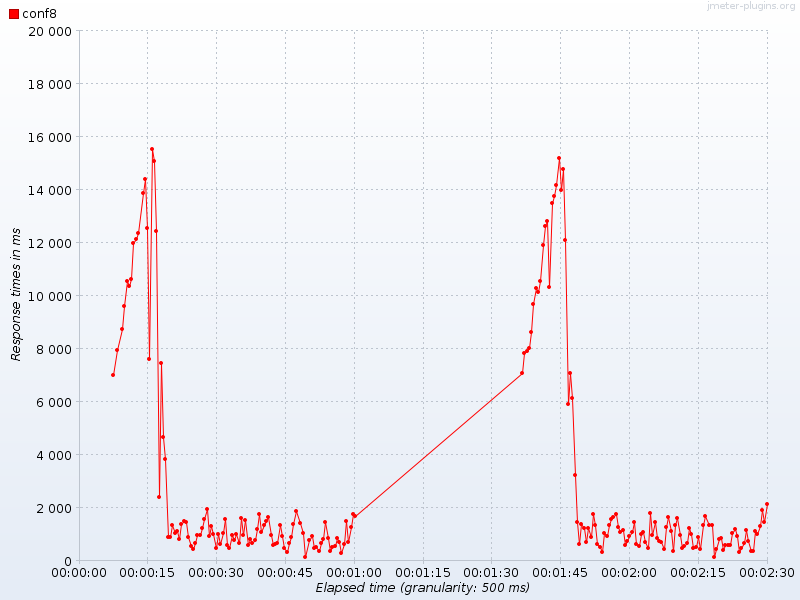 jmeter-plugins.org
conf8
20 000
18 000
16 000
14 000
12 000
10 000
8 000
6 000
4 000
2 000
0
Response times in ms
00:00:00 00:00:15 00:00:30 00:00:45 00:01:00 00:01:15 00:01:30 00:01:45 00:02:00 00:02:15 00:02:30
Elapsed time (granularity: 500 ms)